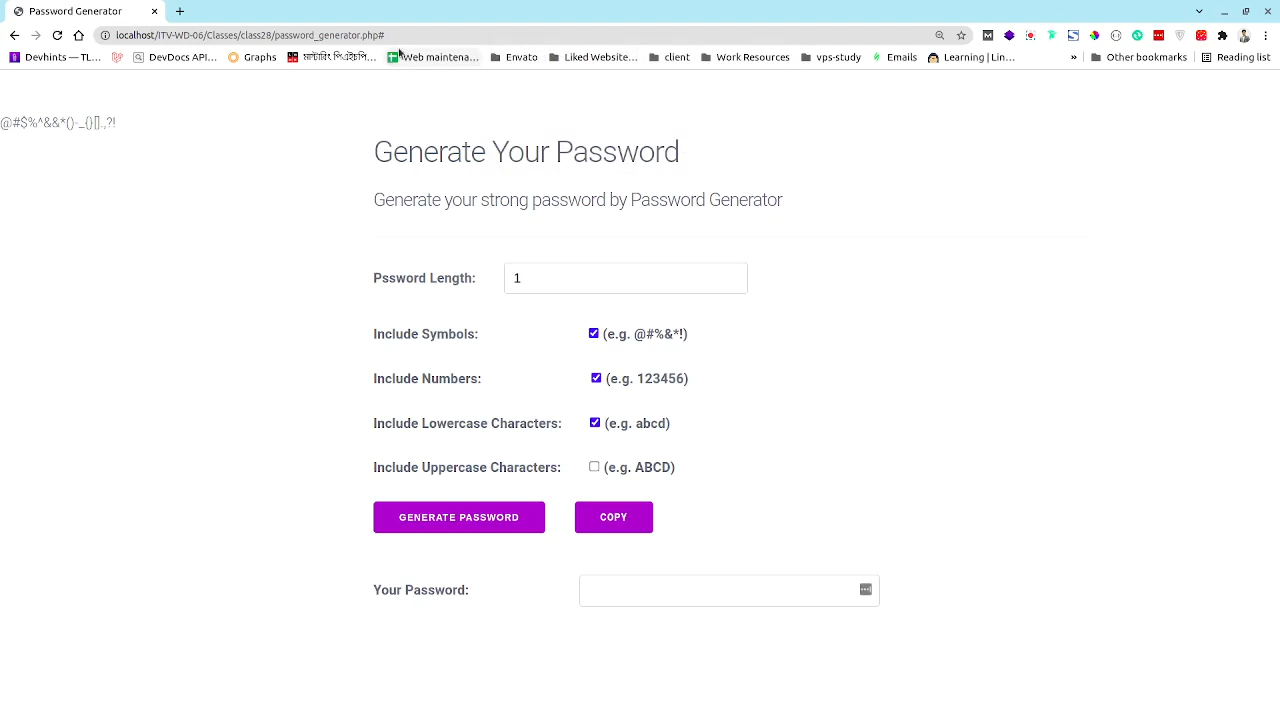 Password Generator
localhost/ITV-WD-06/Classes/class28/password_generator.php#
Devhints — TL... DevDocs API... Graphs মাস্টারিং পিএইচপি... Web maintena... Envato Liked Website... client Work Resources vps-study Emails Learning | Lin... » Other bookmarks Reading list
@#$%^&&*()-_{}[].,?!
Generate Your Password
Generate your strong password by Password Generator
Pssword Length: 1
Include Symbols: (e.g. @#%&*!)
Include Numbers: (e.g. 123456)
Include Lowercase Characters: (e.g. abcd)
Include Uppercase Characters: (e.g. ABCD)
GENERATE PASSWORD COPY
Your Password: